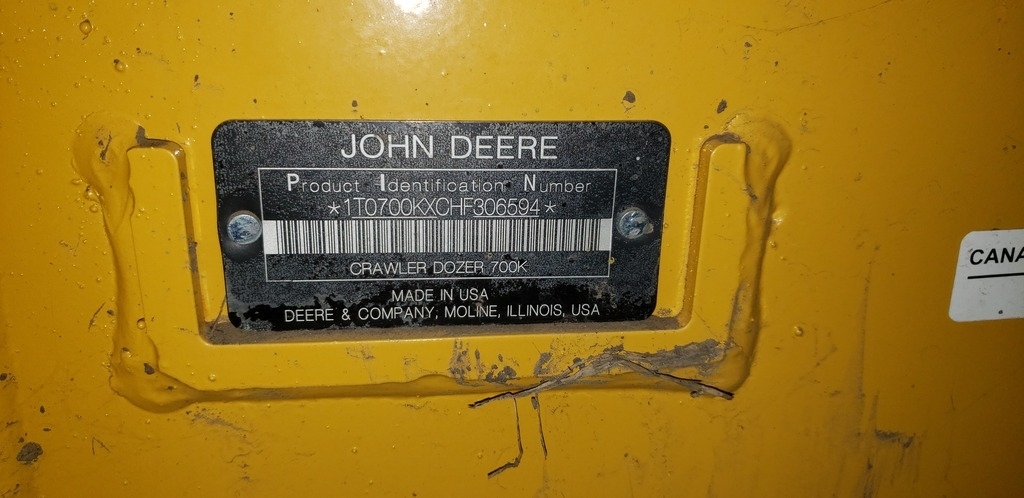 JOHN DEERE
Product Identification Number
*1T0700KXCHF306594*
CRAWLER DOZER 700K
MADE IN USA
DEERE & COMPANY, MOLINE, ILLINOIS, USA
CANA